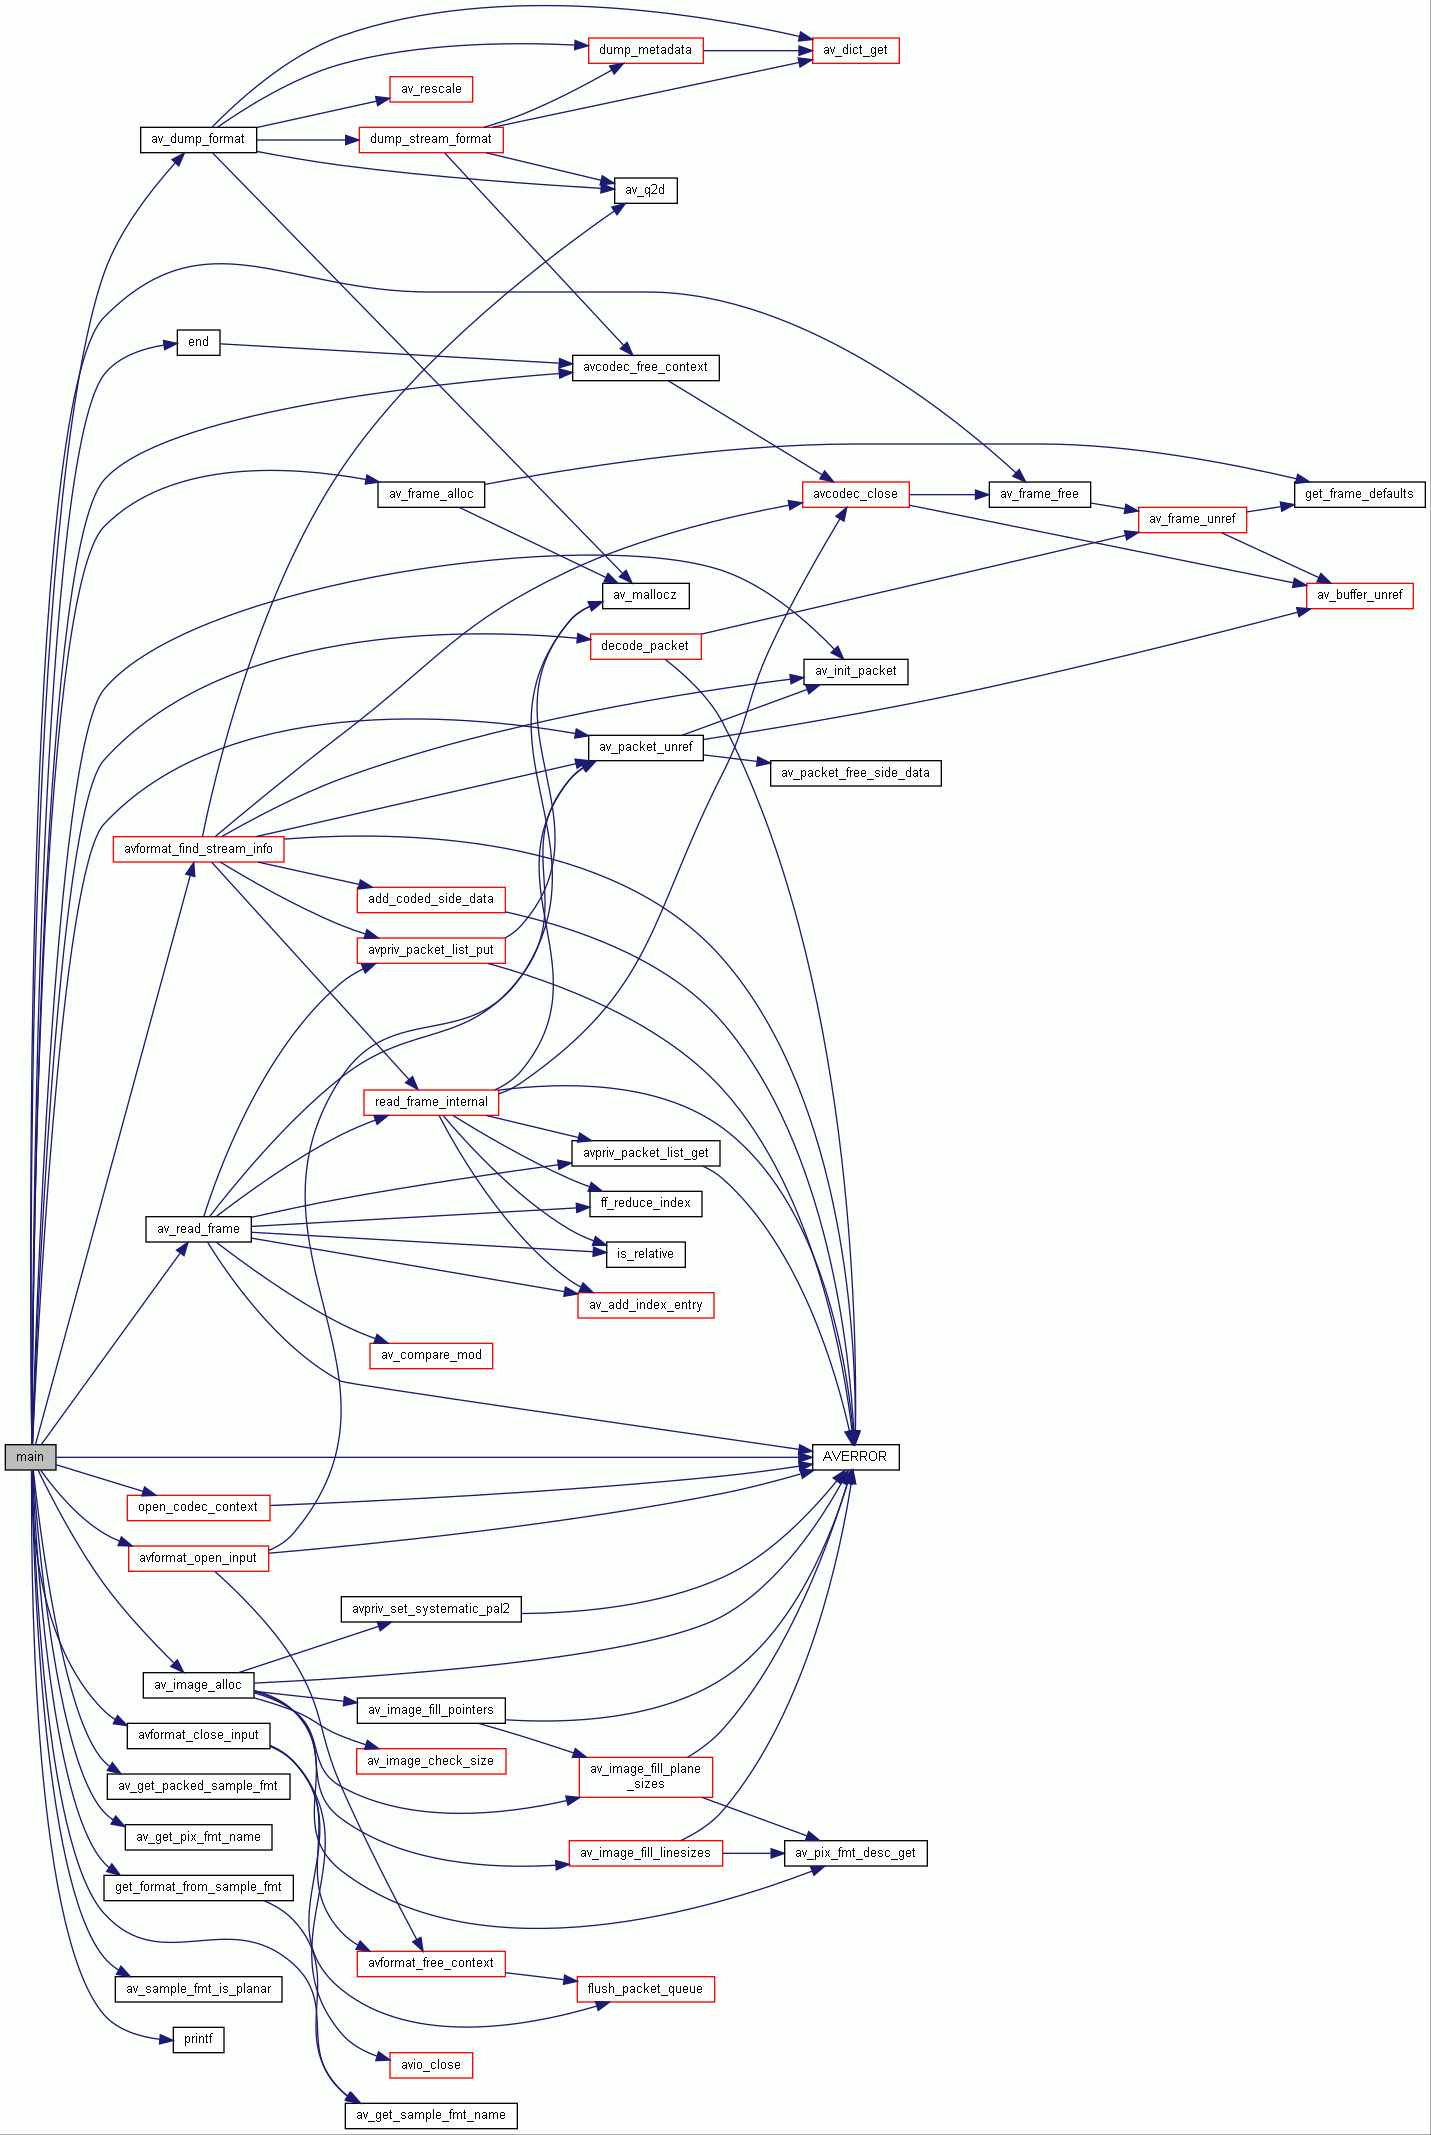 dump_metadata
av_dict_get
av_rescale
av_dump_format
dump_stream_format
av_q2d
end
avcodec_free_context
av_frame_alloc
avcodec_close
av_frame_free
get_frame_defaults
av_frame_unref
av_mallocz
av_buffer_unref
decode_packet
av_init_packet
av_packet_unref
av_packet_free_side_data
avformat_find_stream_info
add_coded_side_data
avpriv_packet_list_put
read_frame_internal
avpriv_packet_list_get
ff_reduce_index
av_read_frame
is_relative
av_add_index_entry
av_compare_mod
main
AVERROR
open_codec_context
avformat_open_input
avpriv_set_systematic_pal2
av_image_alloc
av_image_fill_pointers
avformat_close_input
av_image_check_size
av_image_fill_plane
_sizes
av_get_packed_sample_fmt
av_get_pix_fmt_name
av_image_fill_linesizes
av_pix_fmt_desc_get
get_format_from_sample_fmt
avformat_free_context
av_sample_fmt_is_planar
flush_packet_queue
printf
avio_close
av_get_sample_fmt_name